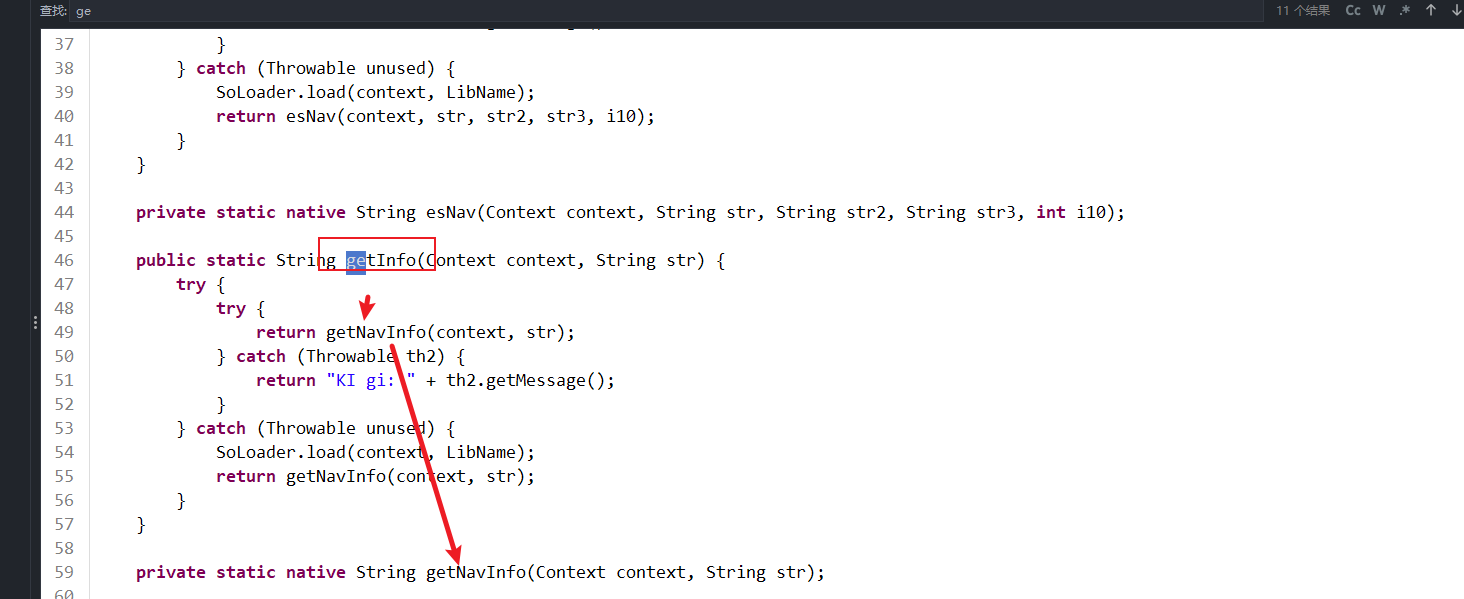 查找: ge 11 个结果 Cc W .* ↑ ↓
37 }
38 } catch (Throwable unused) {
39 SoLoader.load(context, LibName);
40 return esNav(context, str, str2, str3, i10);
41 }
42 }
43
44 private static native String esNav(Context context, String str, String str2, String str3, int i10);
45
46 public static String getInfo(Context context, String str) {
47 try {
48 try {
49 return getNavInfo(context, str);
50 } catch (Throwable th2) {
51 return "KI gi: " + th2.getMessage();
52 }
53 } catch (Throwable unused) {
54 SoLoader.load(context, LibName);
55 return getNavInfo(context, str);
56 }
57 }
58
59 private static native String getNavInfo(Context context, String str);
60